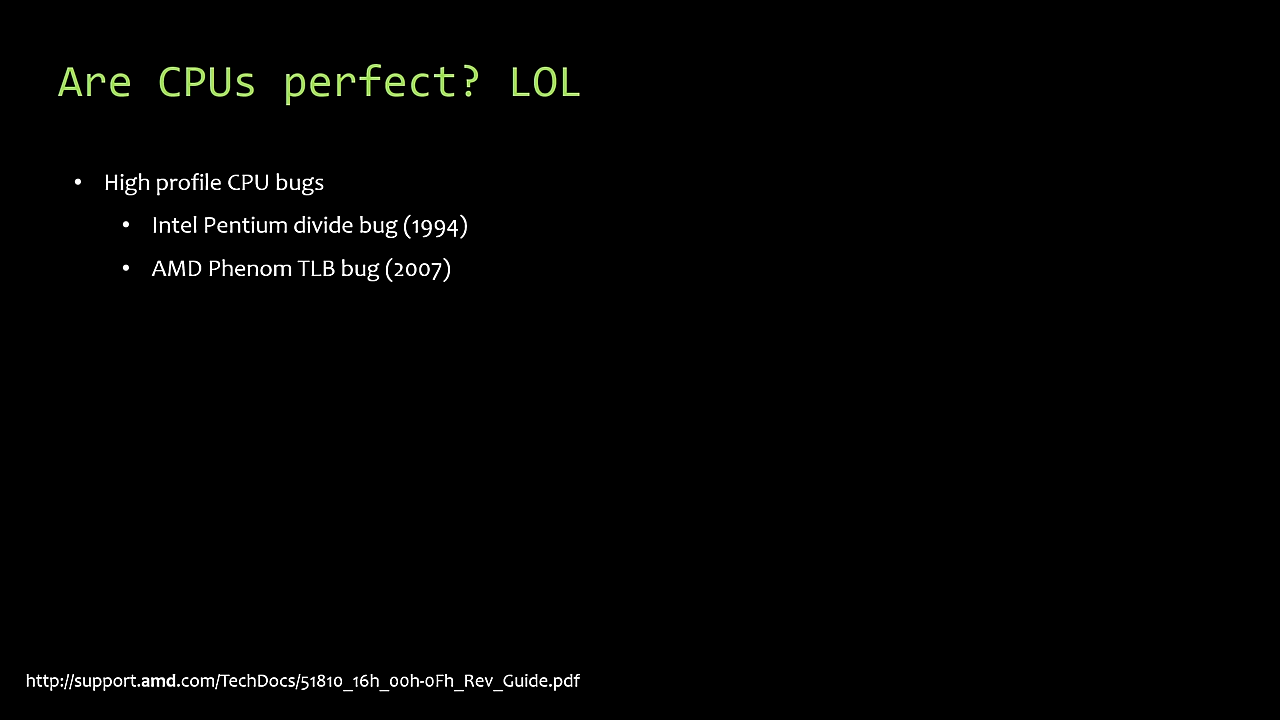 Are CPUs perfect? LOL
• High profile CPU bugs
• Intel Pentium divide bug (1994)
• AMD Phenom TLB bug (2007)
http://support.amd.com/TechDocs/51810_16h_00h-0Fh_Rev_Guide.pdf